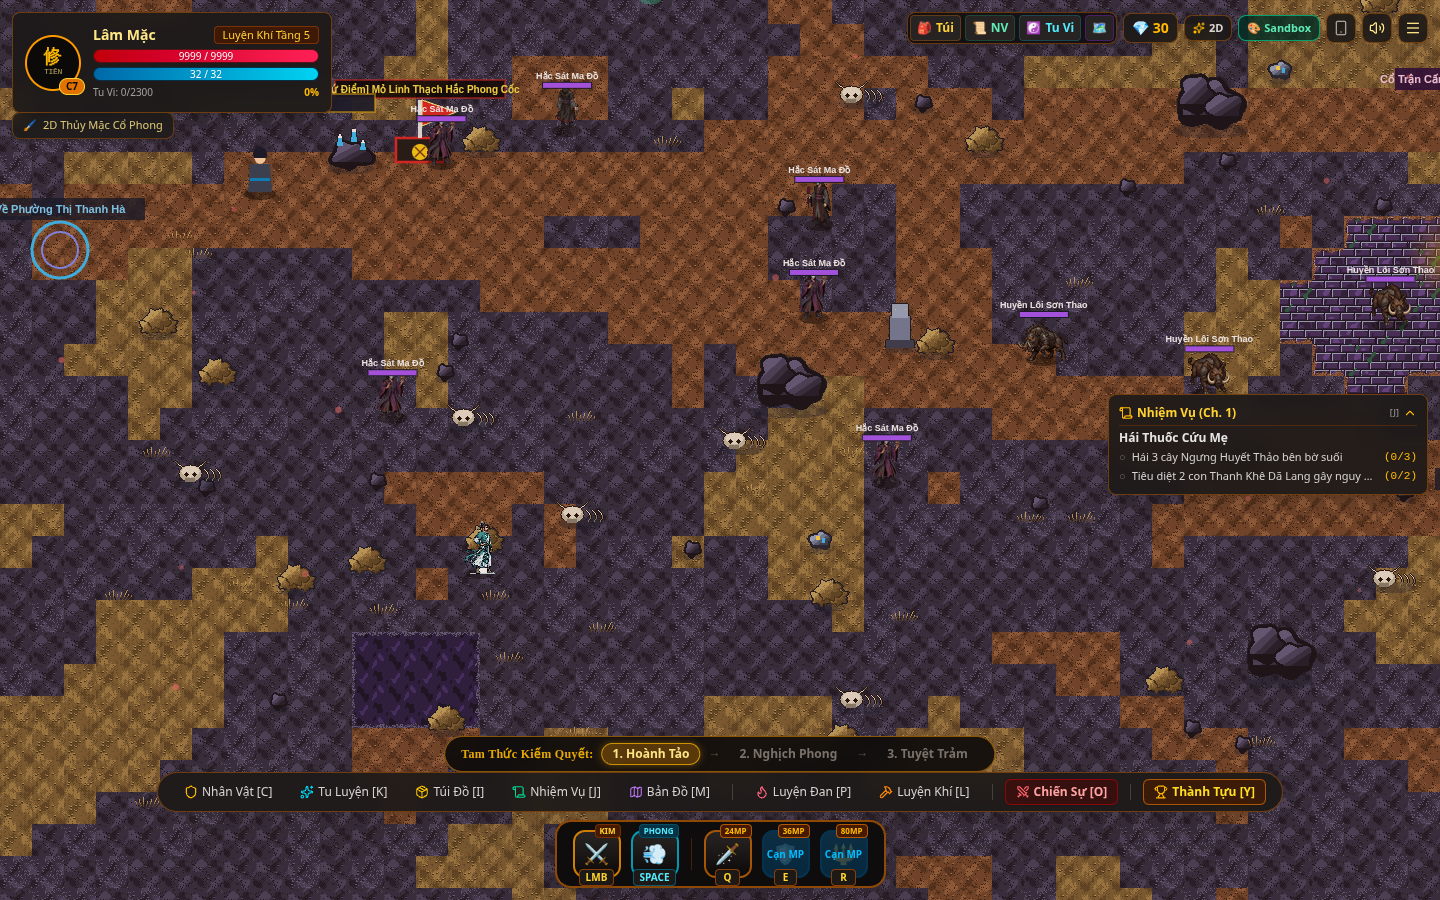 Lâm Mặc
Luyện Khí Tầng 5
9999 / 9999
32 / 32
Tu Vi: 0/2300
0%
修
TIÊN
C7
2D Thủy Mặc Cổ Phong
Túi
NV
Tu Vi
30
2D
Sandbox
Điểm] Mỏ Linh Thạch Hắc Phong Cốc
Hắc Sát Ma Đồ
Hắc Sát Ma Đồ
Cổ Trận
Hắc Sát Ma Đồ
Về Phường Thị Thanh Hà
Hắc Sát Ma Đồ
Huyền Lôi Sơn Thao
Huyền Lôi Sơn Thao
Huyền Lôi Sơn Thao
Hắc Sát Ma Đồ
Hắc Sát Ma Đồ
Nhiệm Vụ (Ch. 1)
[J]
Hái Thuốc Cứu Mẹ
Hái 3 cây Ngưng Huyết Thảo bên bờ suối (0/3)
Tiêu diệt 2 con Thanh Khê Dã Lang gây nguy ... (0/2)
Tam Thức Kiếm Quyết: 1. Hoành Tảo → 2. Nghịch Phong → 3. Tuyệt Trảm
Nhân Vật [C]
Tu Luyện [K]
Túi Đồ [I]
Nhiệm Vụ [J]
Bản Đồ [M]
Luyện Đan [P]
Luyện Khí [L]
Chiến Sự [O]
Thành Tựu [Y]
KIM
PHONG
24MP
36MP
80MP
Cạn MP
Cạn MP
LMB
SPACE
Q
E
R